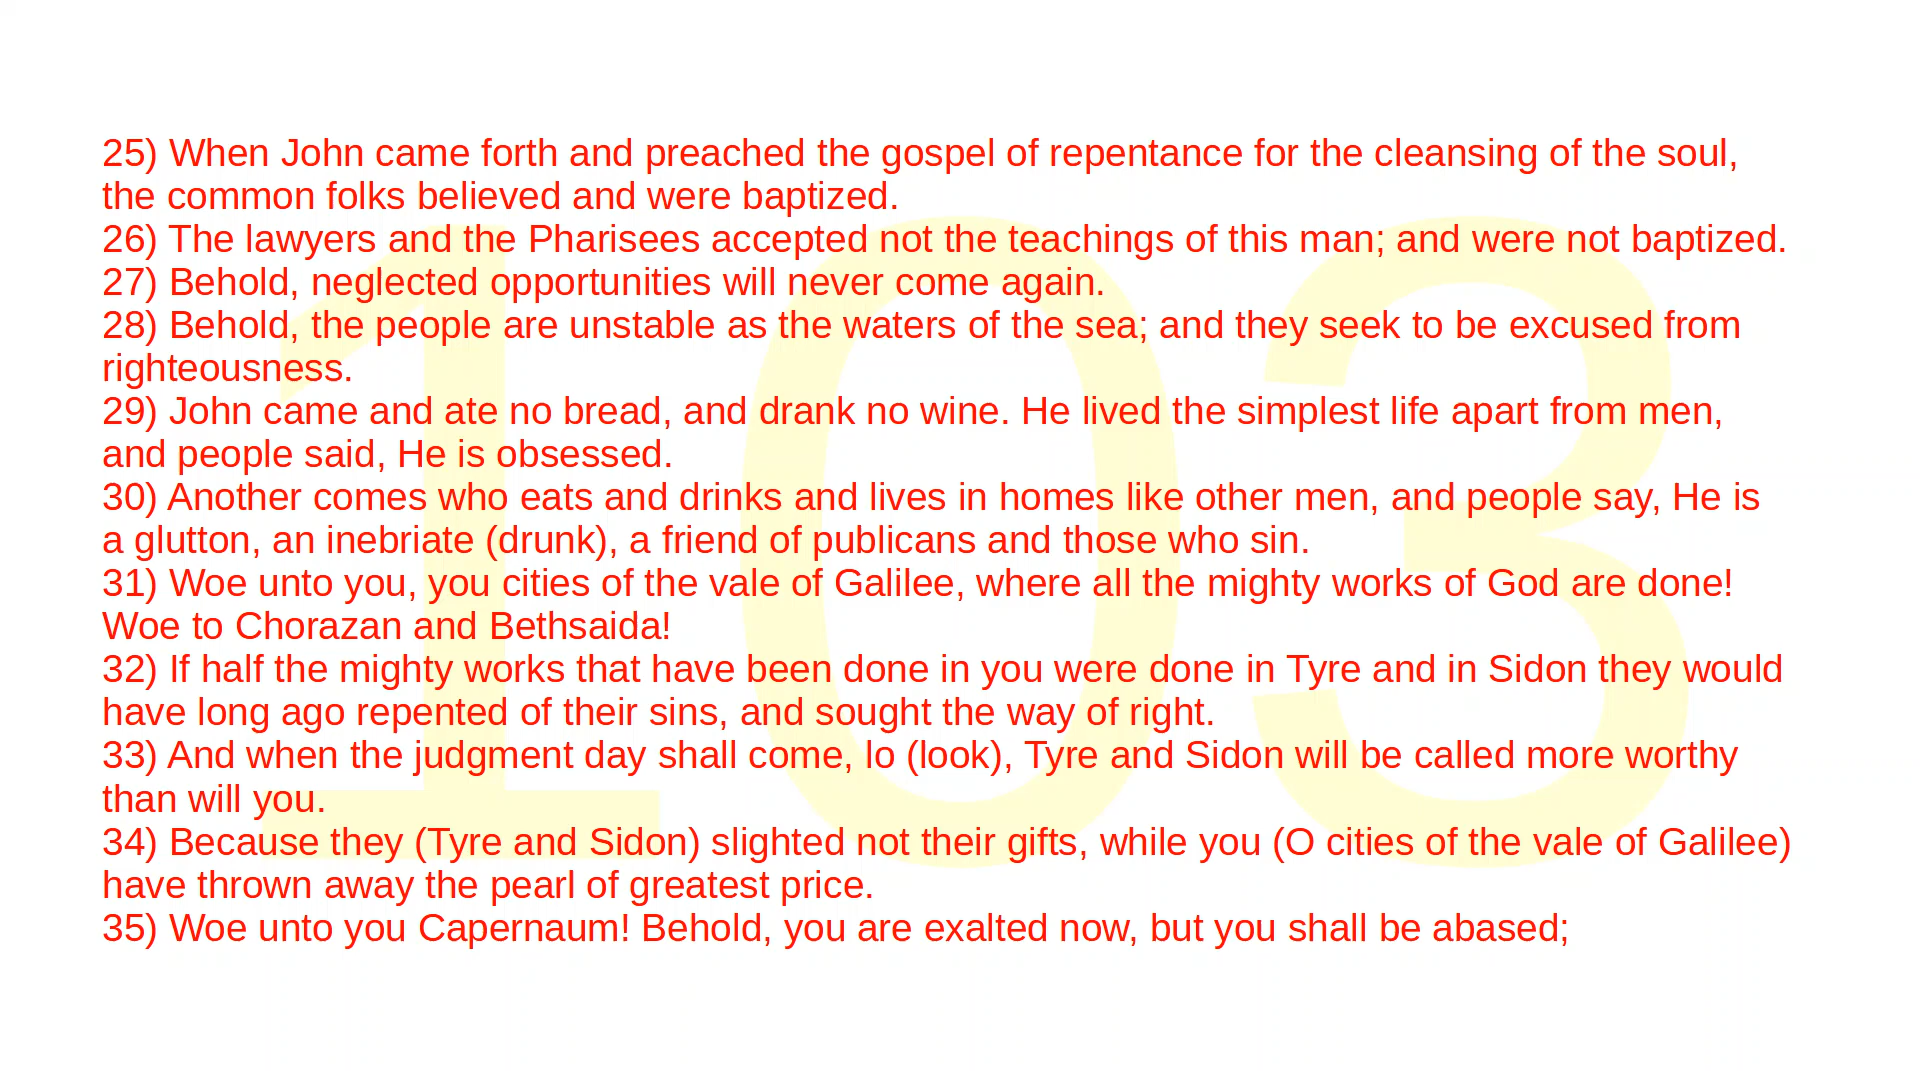 25) When John came forth and preached the gospel of repentance for the cleansing of the soul,
the common folks believed and were baptized.
26) The lawyers and the Pharisees accepted not the teachings of this man; and were not baptized.
27) Behold, neglected opportunities will never come again.
28) Behold, the people are unstable as the waters of the sea; and they seek to be excused from
righteousness.
29) John came and ate no bread, and drank no wine. He lived the simplest life apart from men,
and people said, He is obsessed.
30) Another comes who eats and drinks and lives in homes like other men, and people say, He is
a glutton, an inebriate (drunk), a friend of publicans and those who sin.
31) Woe unto you, you cities of the vale of Galilee, where all the mighty works of God are done!
Woe to Chorazan and Bethsaida!
32) If half the mighty works that have been done in you were done in Tyre and in Sidon they would
have long ago repented of their sins, and sought the way of right.
33) And when the judgment day shall come, lo (look), Tyre and Sidon will be called more worthy
than will you.
34) Because they (Tyre and Sidon) slighted not their gifts, while you (O cities of the vale of Galilee)
have thrown away the pearl of greatest price.
35) Woe unto you Capernaum! Behold, you are exalted now, but you shall be abased;
103